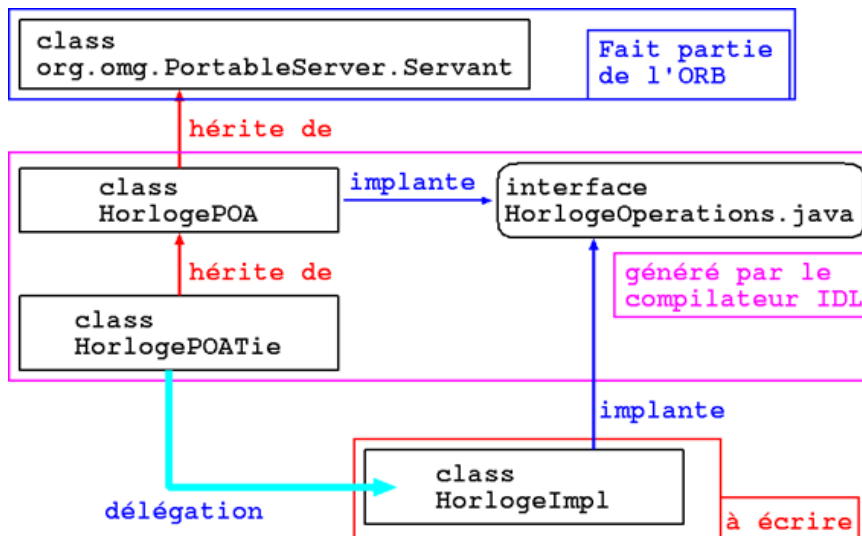 class
org.omg.PortableServer.Servant
Fait partie
de l'ORB
hérite de
class
HorlogePOA
implante
interface
HorlogeOperations.java
hérite de
généré par le
compilateur IDL
class
HorlogePOATie
implante
class
HorlogeImpl
délégation
à écrire